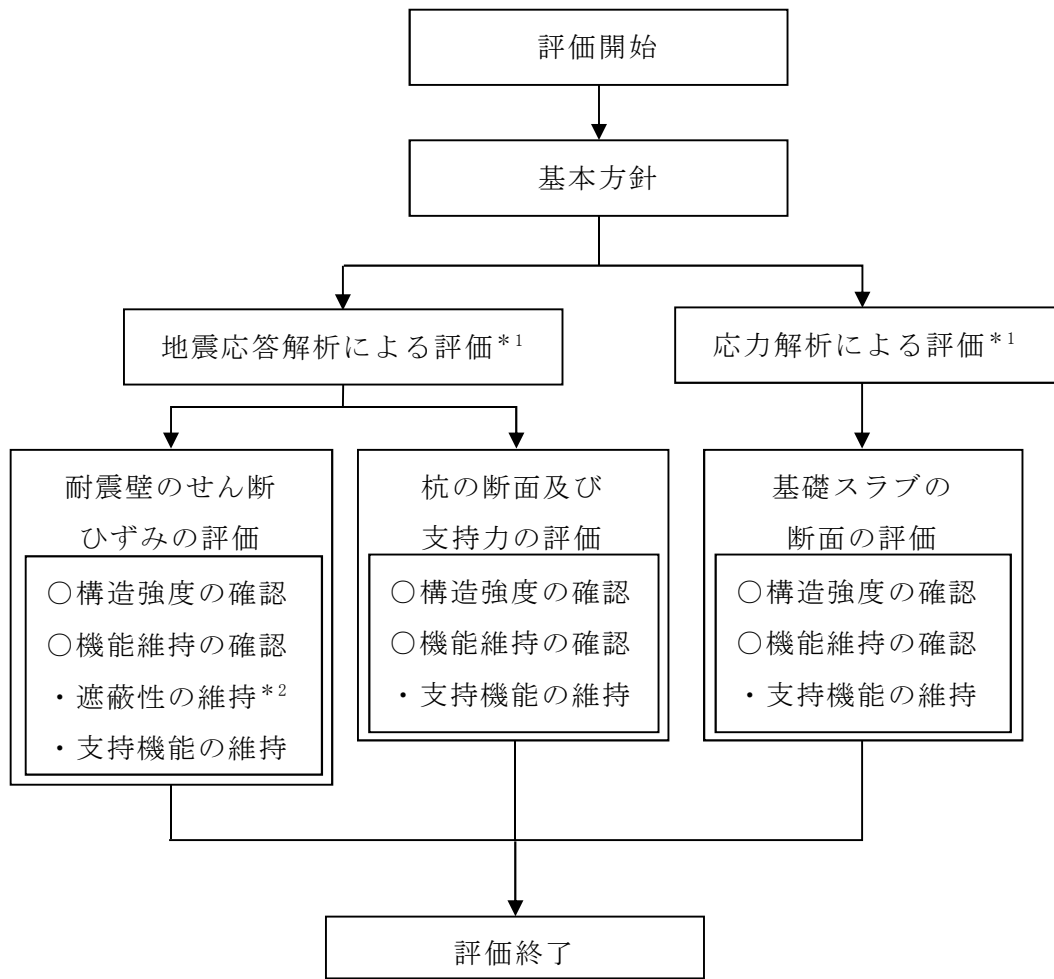 評価開始
基本方針
地震応答解析による評価*1
応力解析による評価*1
耐震壁のせん断
ひずみの評価
○構造強度の確認
○機能維持の確認
・遮蔽性の維持*2
・支持機能の維持
杭の断面及び
支持力の評価
○構造強度の確認
○機能維持の確認
・支持機能の維持
基礎スラブの
断面の評価
○構造強度の確認
○機能維持の確認
・支持機能の維持
評価終了